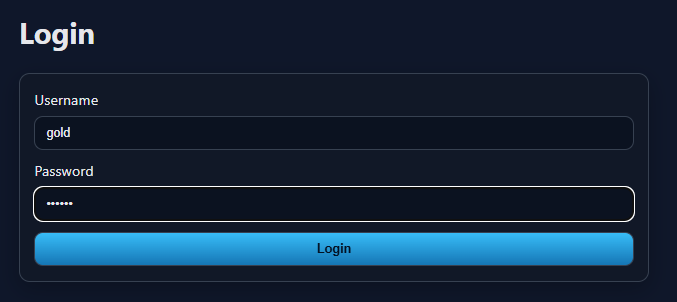 Login
Username
gold
Password
••••••
Login